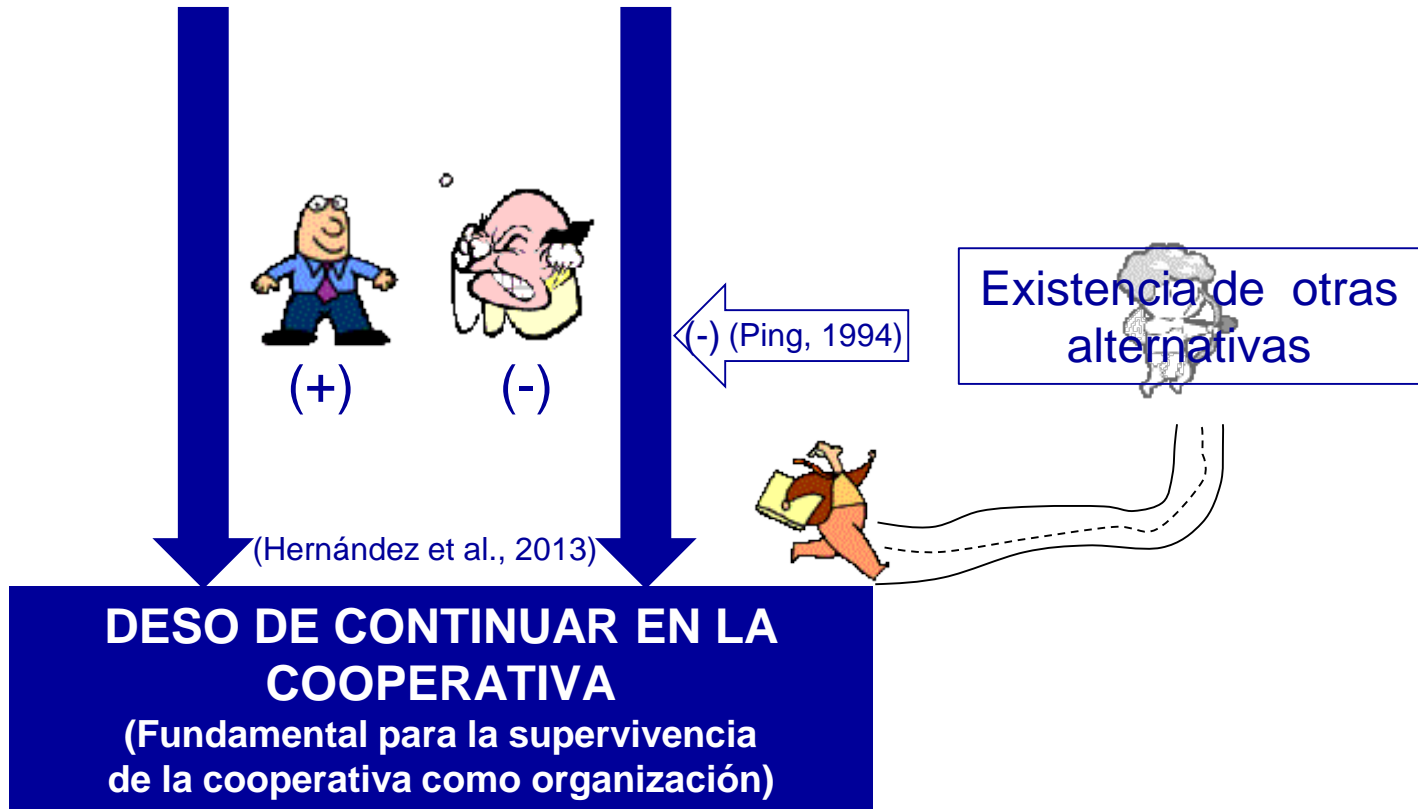 Existencia de otras
alternativas
(-) (Ping, 1994)
(+)
(-)
(Hernández et al., 2013)
DESO DE CONTINUAR EN LA
COOPERATIVA
(Fundamental para la supervivencia
de la cooperativa como organización)